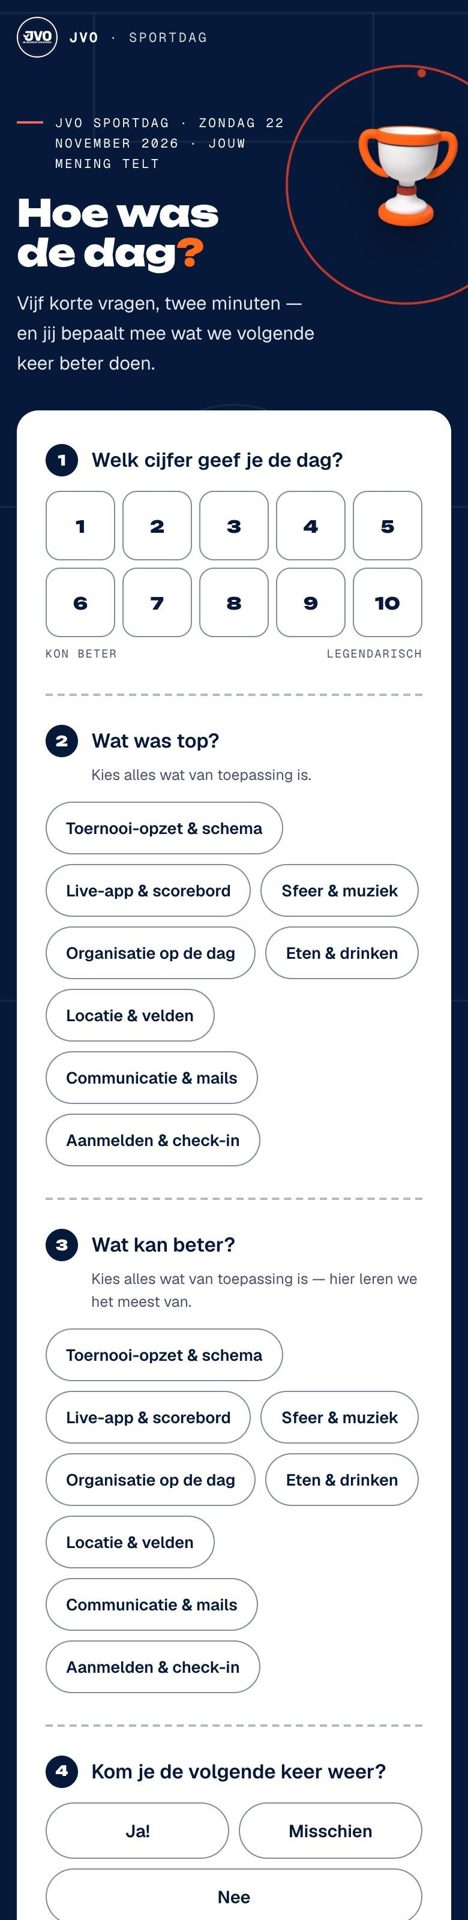 JVO
JVO · SPORTDAG
JVO SPORTDAG · ZONDAG 22
NOVEMBER 2026 · JOUW
MENING TELT
Hoe was
de dag?
Vijf korte vragen, twee minuten —
en jij bepaalt mee wat we volgende
keer beter doen.
1 Welk cijfer geef je de dag?
1 2 3 4 5
6 7 8 9 10
KON BETER LEGENDARISCH
2 Wat was top?
Kies alles wat van toepassing is.
Toernooi-opzet & schema
Live-app & scorebord Sfeer & muziek
Organisatie op de dag Eten & drinken
Locatie & velden
Communicatie & mails
Aanmelden & check-in
3 Wat kan beter?
Kies alles wat van toepassing is — hier leren we
het meest van.
Toernooi-opzet & schema
Live-app & scorebord Sfeer & muziek
Organisatie op de dag Eten & drinken
Locatie & velden
Communicatie & mails
Aanmelden & check-in
4 Kom je de volgende keer weer?
Ja! Misschien
Nee